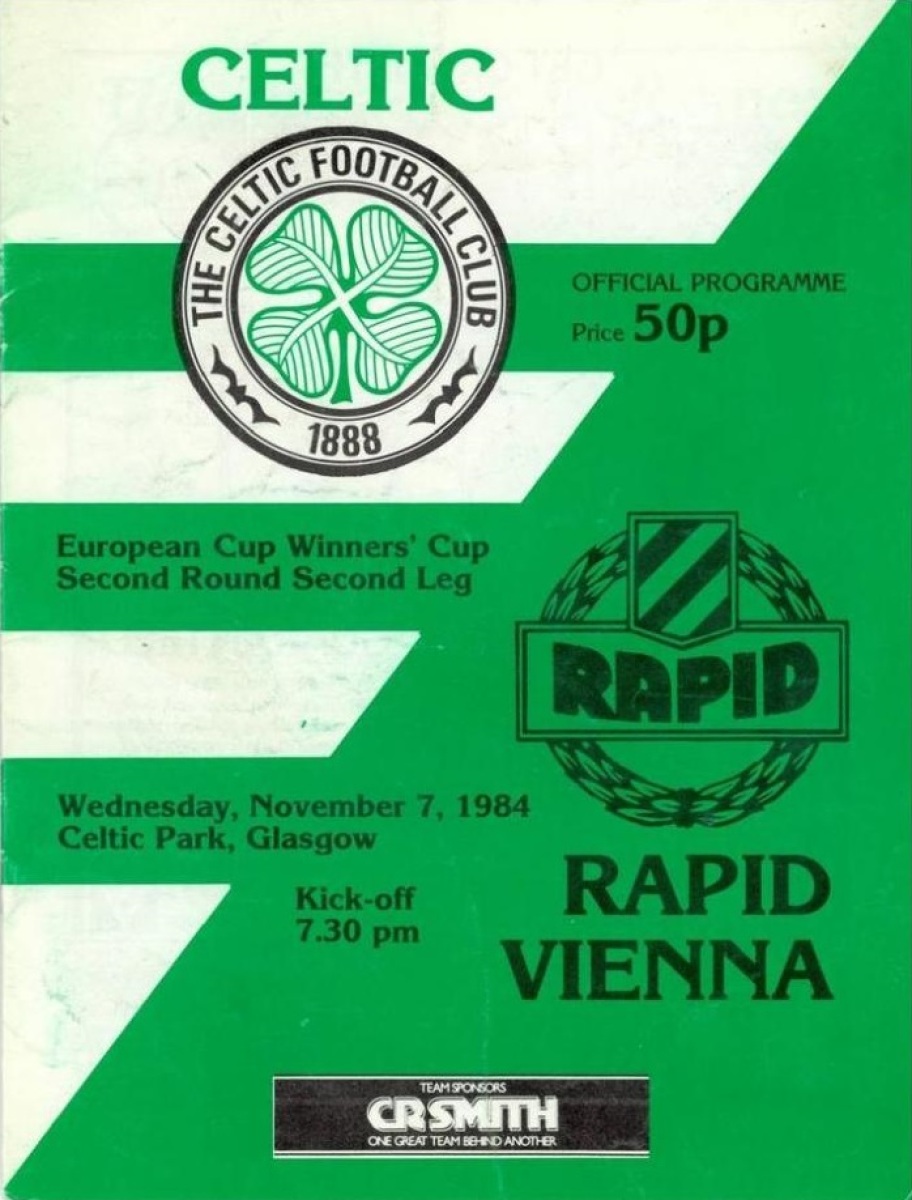 CELTIC
THE CELTIC FOOTBALL CLUB
1888
OFFICIAL PROGRAMME
Price 50p
European Cup Winners' Cup
Second Round Second Leg
RAPID
Wednesday, November 7, 1984
Celtic Park, Glasgow
Kick-off
7.30 pm
RAPID
VIENNA
TEAM SPONSORS
CR SMITH
ONE GREAT TEAM BEHIND ANOTHER